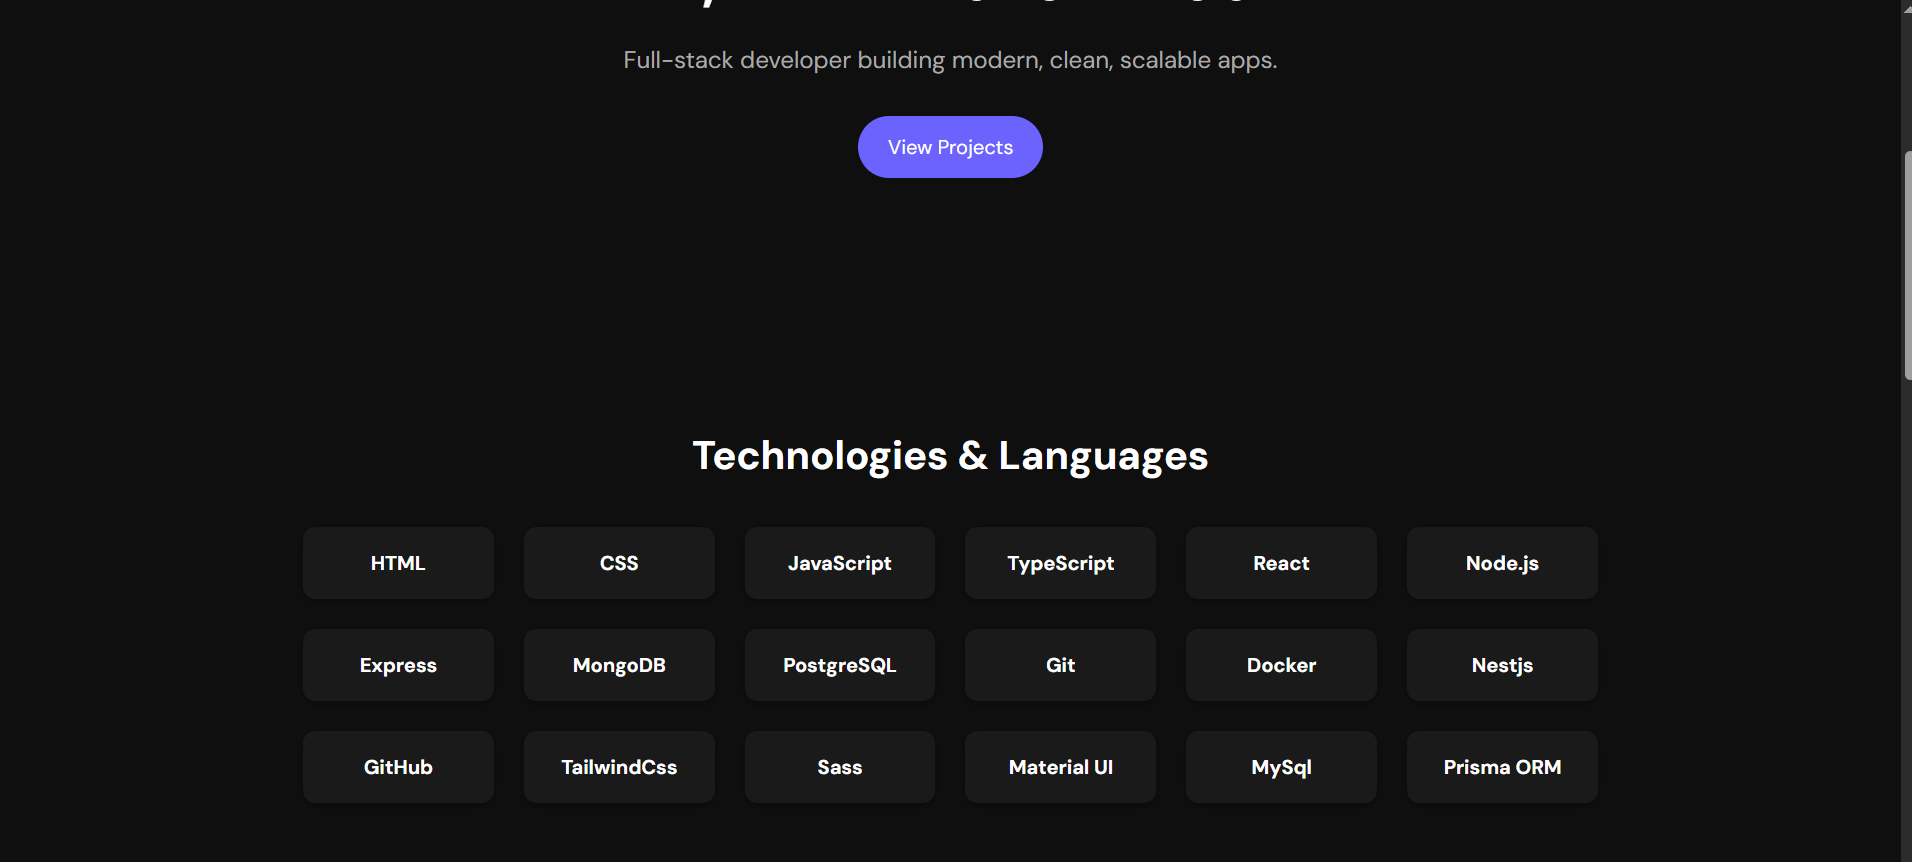 Full-stack developer building modern, clean, scalable apps.
View Projects
Technologies & Languages
HTML
CSS
JavaScript
TypeScript
React
Node.js
Express
MongoDB
PostgreSQL
Git
Docker
Nestjs
GitHub
TailwindCss
Sass
Material UI
MySql
Prisma ORM